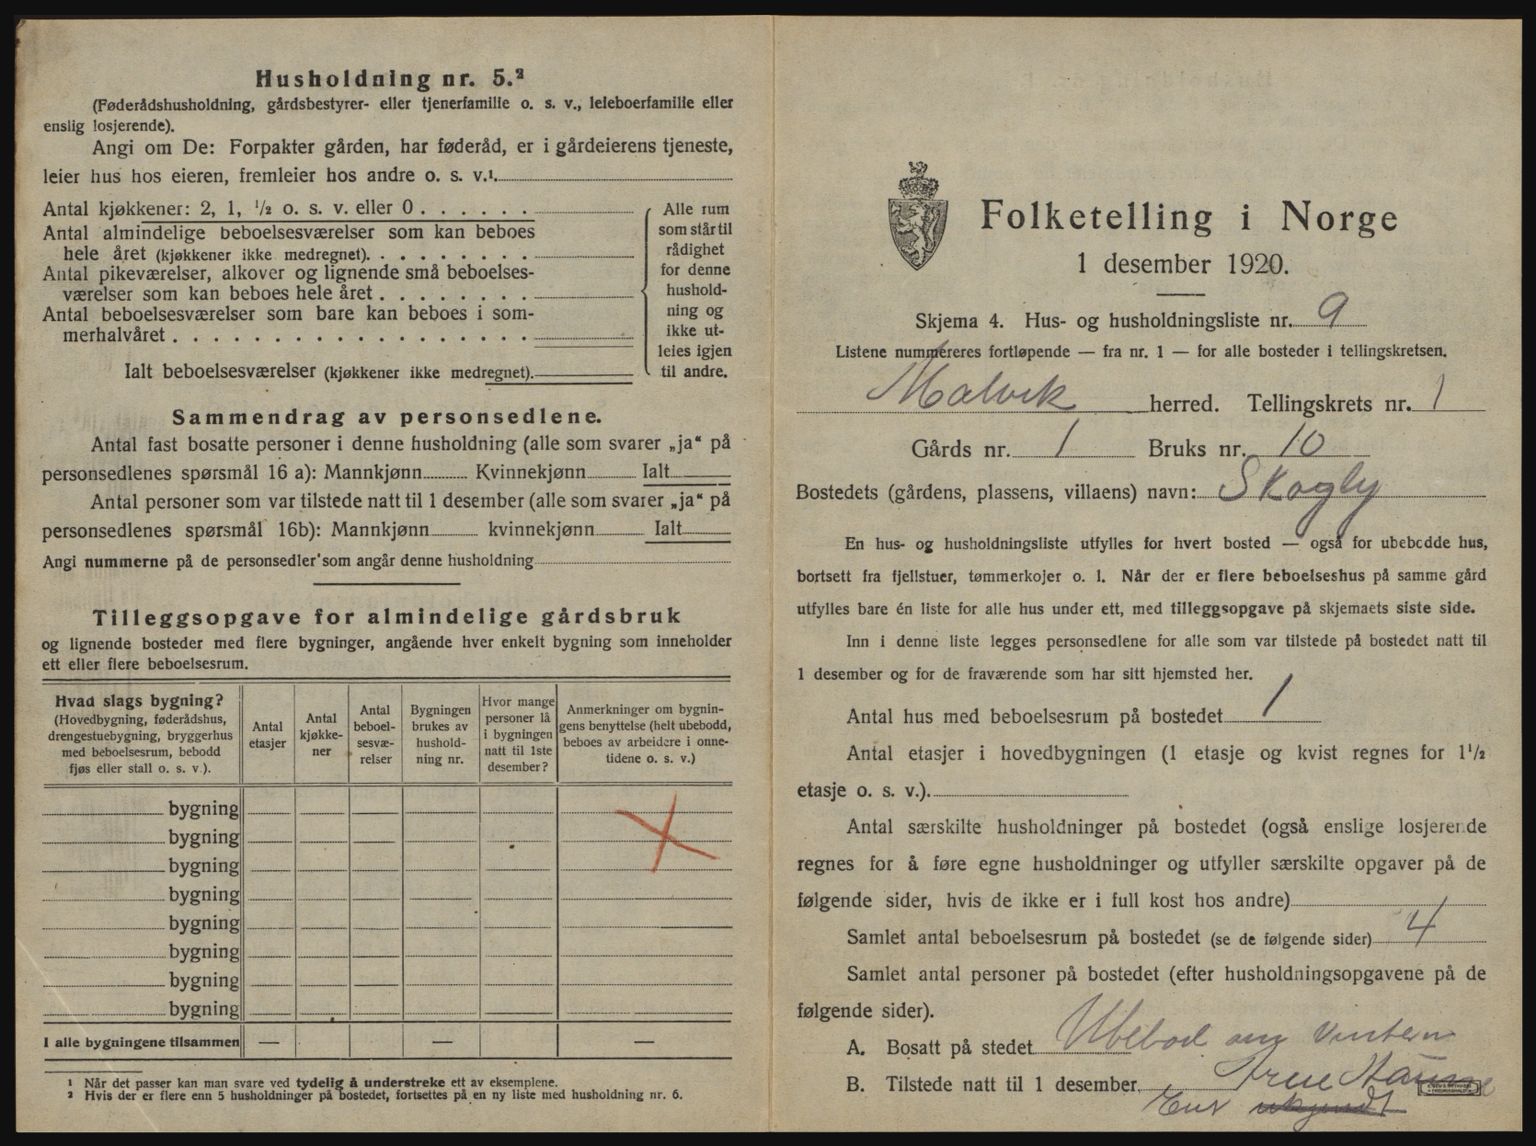 Husholdning nr. 5.²
(Føderådshusholdning, gårdsbestyrer- eller tjenerfamilie o. s. v., leieboerfamilie eller
enslig losjerende).
Angi om De: Forpakter gården, har føderåd, er i gårdeierens tjeneste,
leier hus hos eieren, fremleier hos andre o. s. v.¹
Antal kjøkkener: 2, 1, ¹/₂ o. s. v. eller 0 . . . . . .
Antal almindelige beboelsesværelser som kan beboes
hele året (kjøkkener ikke medregnet). . . . . . . . .
Antal pikeværelser, alkover og lignende små beboelses-
værelser som kan beboes hele året . . . . . . . .
Antal beboelsesværelser som bare kan beboes i som-
merhalvåret . . . . . . . . . . . . . . . . . .
Ialt beboelsesværelser (kjøkkener ikke medregnet).
Alle rum
som står til
rådighet
for denne
hushold-
ning og
ikke ut-
leies igjen
til andre.
Sammendrag av personsedlene.
Antal fast bosatte personer i denne husholdning (alle som svarer „ja“ på
personsedlenes spørsmål 16 a): Mannkjønn Kvinnekjønn Ialt
Antal personer som var tilstede natt til 1 desember (alle som svarer „ja“ på
personsedlenes spørsmål 16b): Mannkjønn kvinnekjønn Ialt
Angi nummerne på de personsedler som angår denne husholdning
Tilleggsopgave for almindelige gårdsbruk
og lignende bosteder med flere bygninger, angående hver enkelt bygning som inneholder
ett eller flere beboelsesrum.
Hvad slags bygning?
(Hovedbygning, føderådshus,
drengestuebygning, bryggerhus
med beboelsesrum, bebodd
fjøs eller stall o. s. v.).
Antal
etasjer
Antal
kjøkke-
ner
Antal
beboel-
sesvæ-
relser
Bygningen
brukes av
hushold-
ning nr.
Hvor mange
personer lå
i bygningen
natt til 1ste
desember?
Anmerkninger om bygnin-
gens benyttelse (helt ubebodd,
beboes av arbeidere i onne-
tidene o. s. v.)
bygning
bygning
bygning
bygning
bygning
bygning
bygning
bygning
I alle bygningene tilsammen — — —
¹ Når det passer kan man svare ved tydelig å understreke ett av eksemplene.
² Hvis der er flere enn 5 husholdninger på bostedet, fortsettes på en ny liste med husholdning nr. 6.
Folketelling i Norge
1 desember 1920.
Skjema 4. Hus- og husholdningsliste nr. 9
Listene nummereres fortløpende — fra nr. 1 — for alle bosteder i tellingskretsen.
Malvik herred. Tellingskrets nr. 1
Gårds nr. 1 Bruks nr. 10
Bostedets (gårdens, plassens, villaens) navn: Skogly
En hus- og husholdningsliste utfylles for hvert bosted — også for ubebodde hus,
bortsett fra fjellstuer, tømmerkojer o. l. Når der er flere beboelseshus på samme gård
utfylles bare én liste for alle hus under ett, med tilleggsopgave på skjemaets siste side.
Inn i denne liste legges personsedlene for alle som var tilstede på bostedet natt til
1 desember og for de fraværende som har sitt hjemsted her.
Antal hus med beboelsesrum på bostedet 1
Antal etasjer i hovedbygningen (1 etasje og kvist regnes for 1¹/₂
etasje o. s. v.).
Antal særskilte husholdninger på bostedet (også enslige losjerende
regnes for å føre egne husholdninger og utfyller særskilte opgaver på de
følgende sider, hvis de ikke er i full kost hos andre)
Samlet antal beboelsesrum på bostedet (se de følgende sider) 4
Samlet antal personer på bostedet (efter husholdningsopgavene på de
følgende sider).
A. Bosatt på stedet Ubebod om Vintern
B. Tilstede natt til 1 desember.
Eier ukjendt